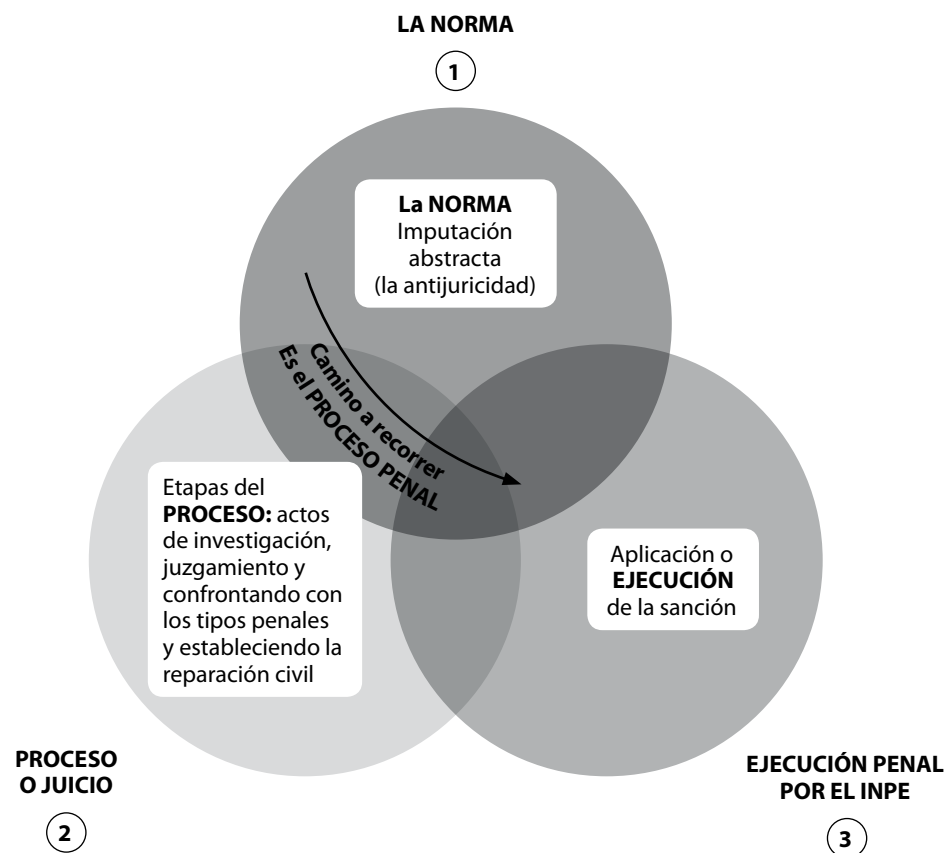 LA NORMA
1
La NORMA
Imputación
abstracta
(la antijuricidad)
Camino a recorrer
Es el PROCESO PENAL
Etapas del
PROCESO: actos
de investigación,
juzgamiento y
confrontando con
los tipos penales
y estableciendo la
reparación civil
Aplicación o
EJECUCIÓN
de la sanción
PROCESO
O JUICIO
2
EJECUCIÓN PENAL
POR EL INPE
3